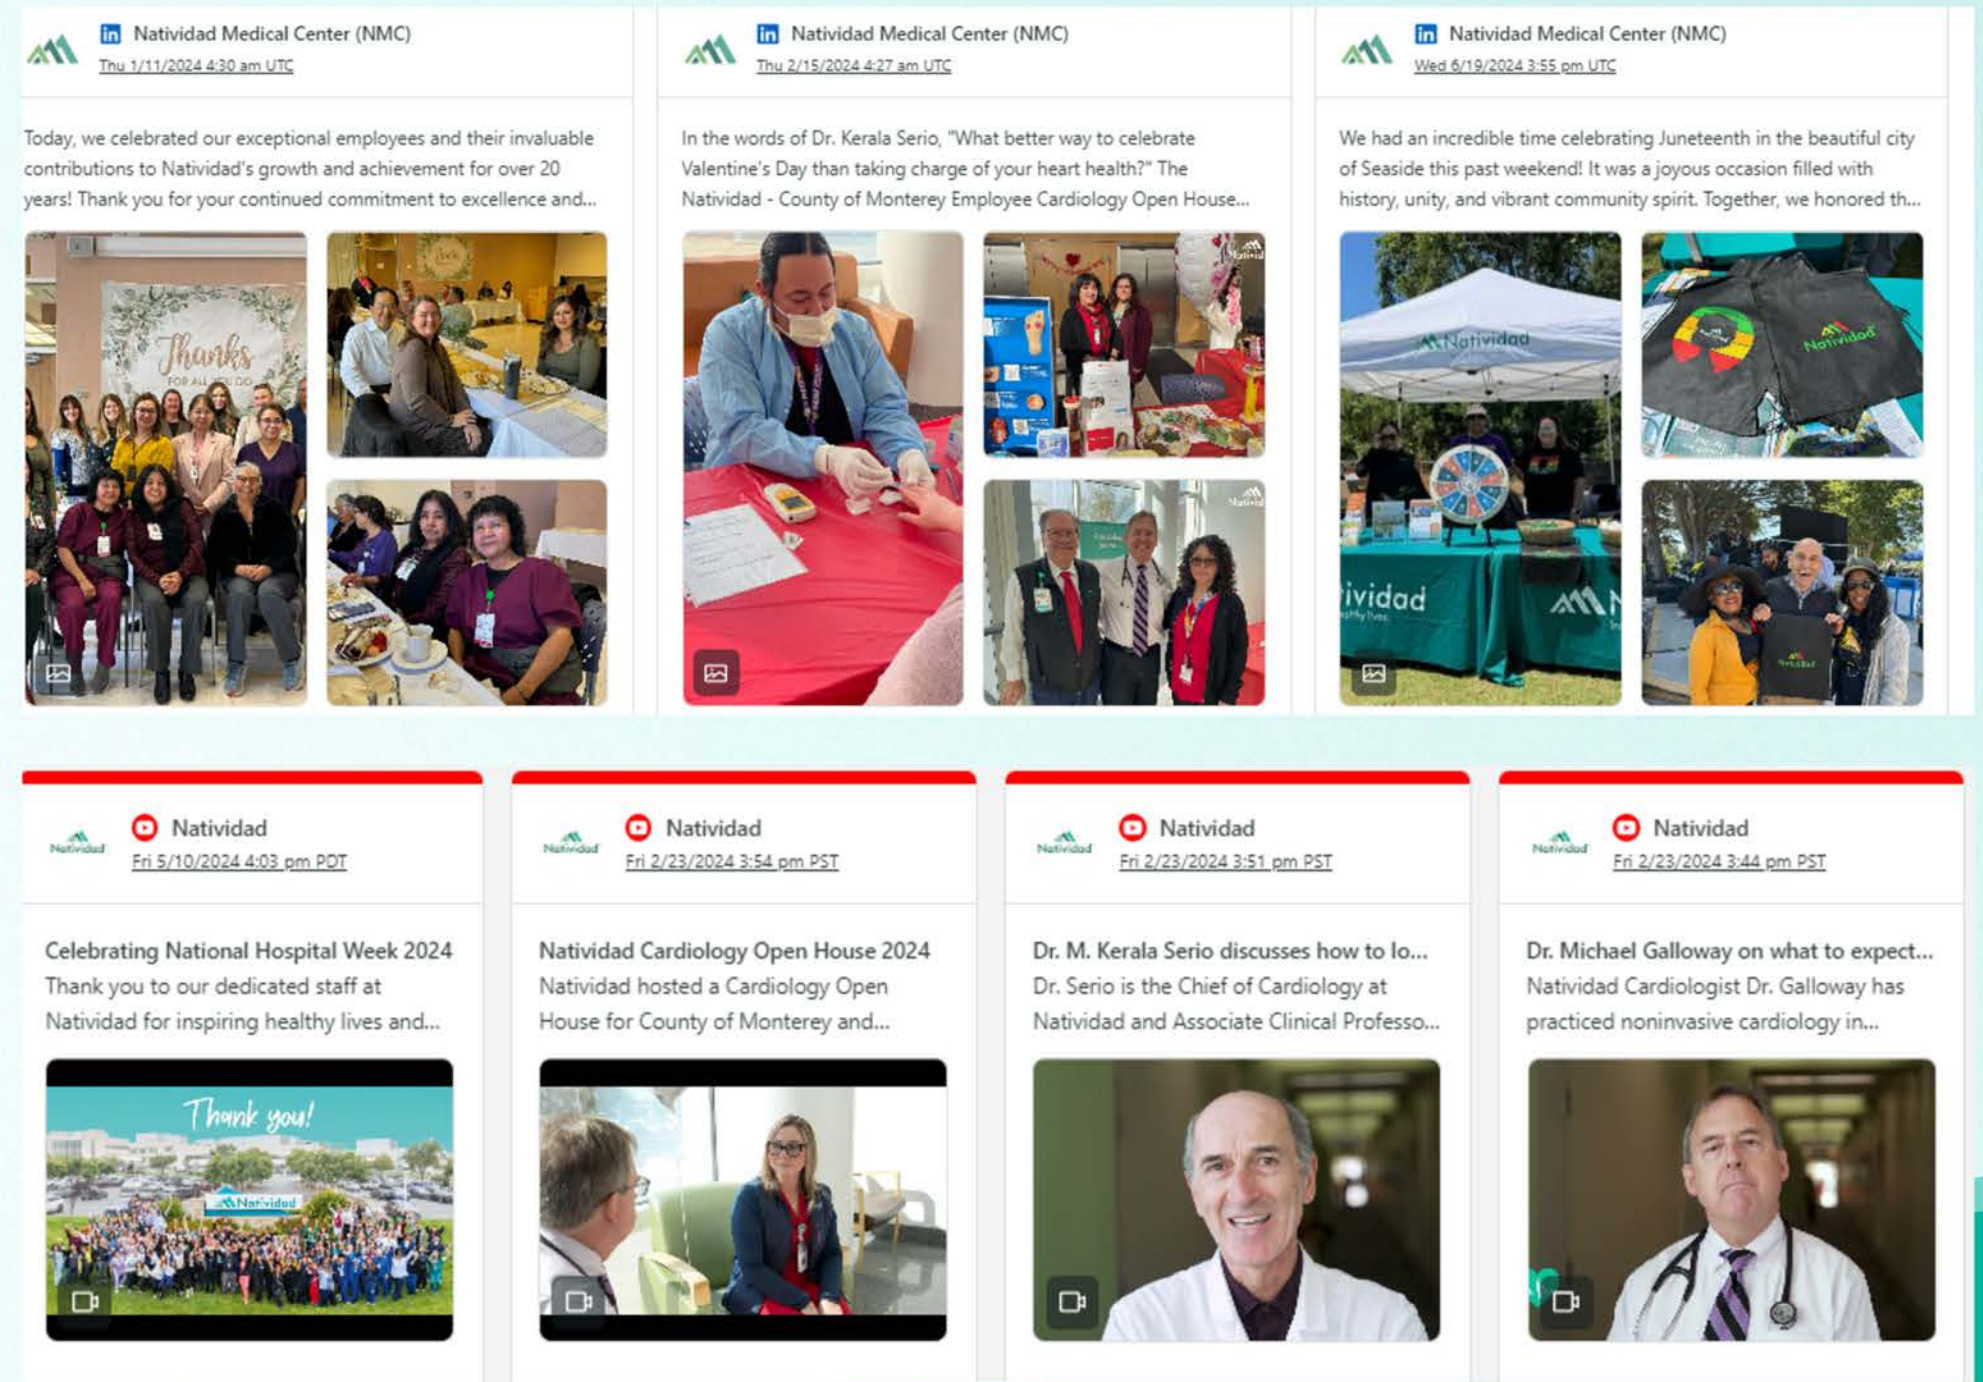 Natividad Medical Center (NMC)
Thu 1/11/2024 4:30 am UTC
Today, we celebrated our exceptional employees and their invaluable
contributions to Natividad's growth and achievement for over 20
years! Thank you for your continued commitment to excellence and...
Thanks
FOR ALL YOU DO
Natividad Medical Center (NMC)
Thu 2/15/2024 4:27 am UTC
In the words of Dr. Kerala Serio, "What better way to celebrate
Valentine's Day than taking charge of your heart health?" The
Natividad - County of Monterey Employee Cardiology Open House...
Natividad Medical Center (NMC)
Wed 6/19/2024 3:55 pm UTC
We had an incredible time celebrating Juneteenth in the beautiful city
of Seaside this past weekend! It was a joyous occasion filled with
history, unity, and vibrant community spirit. Together, we honored th...
Natividad
Natividad
ividad
Natividad
Natividad
Fri 5/10/2024 4:03 pm PDT
Celebrating National Hospital Week 2024
Thank you to our dedicated staff at
Natividad for inspiring healthy lives and...
Thank you!
Natividad
Natividad
Natividad
Fri 2/23/2024 3:54 pm PST
Natividad Cardiology Open House 2024
Natividad hosted a Cardiology Open
House for County of Monterey and...
Natividad
Natividad
Fri 2/23/2024 3:51 pm PST
Dr. M. Kerala Serio discusses how to lo...
Dr. Serio is the Chief of Cardiology at
Natividad and Associate Clinical Professo...
Natividad
Natividad
Fri 2/23/2024 3:44 pm PST
Dr. Michael Galloway on what to expect...
Natividad Cardiologist Dr. Galloway has
practiced noninvasive cardiology in...